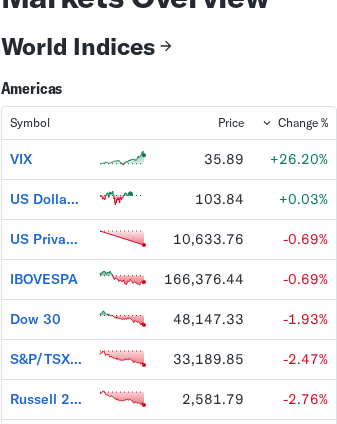 Markets Overview
World Indices →
Americas
Symbol Price Change %
VIX 35.89 +26.20%
US Dolla... 103.84 +0.03%
US Priva... 10,633.76 -0.69%
IBOVESPA 166,376.44 -0.69%
Dow 30 48,147.33 -1.93%
S&P/TSX... 33,189.85 -2.47%
Russell 2... 2,581.79 -2.76%